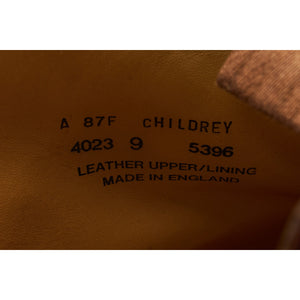 A 87F CHILDREY
4023 9 5396
LEATHER UPPER/LINING
MADE IN ENGLAND